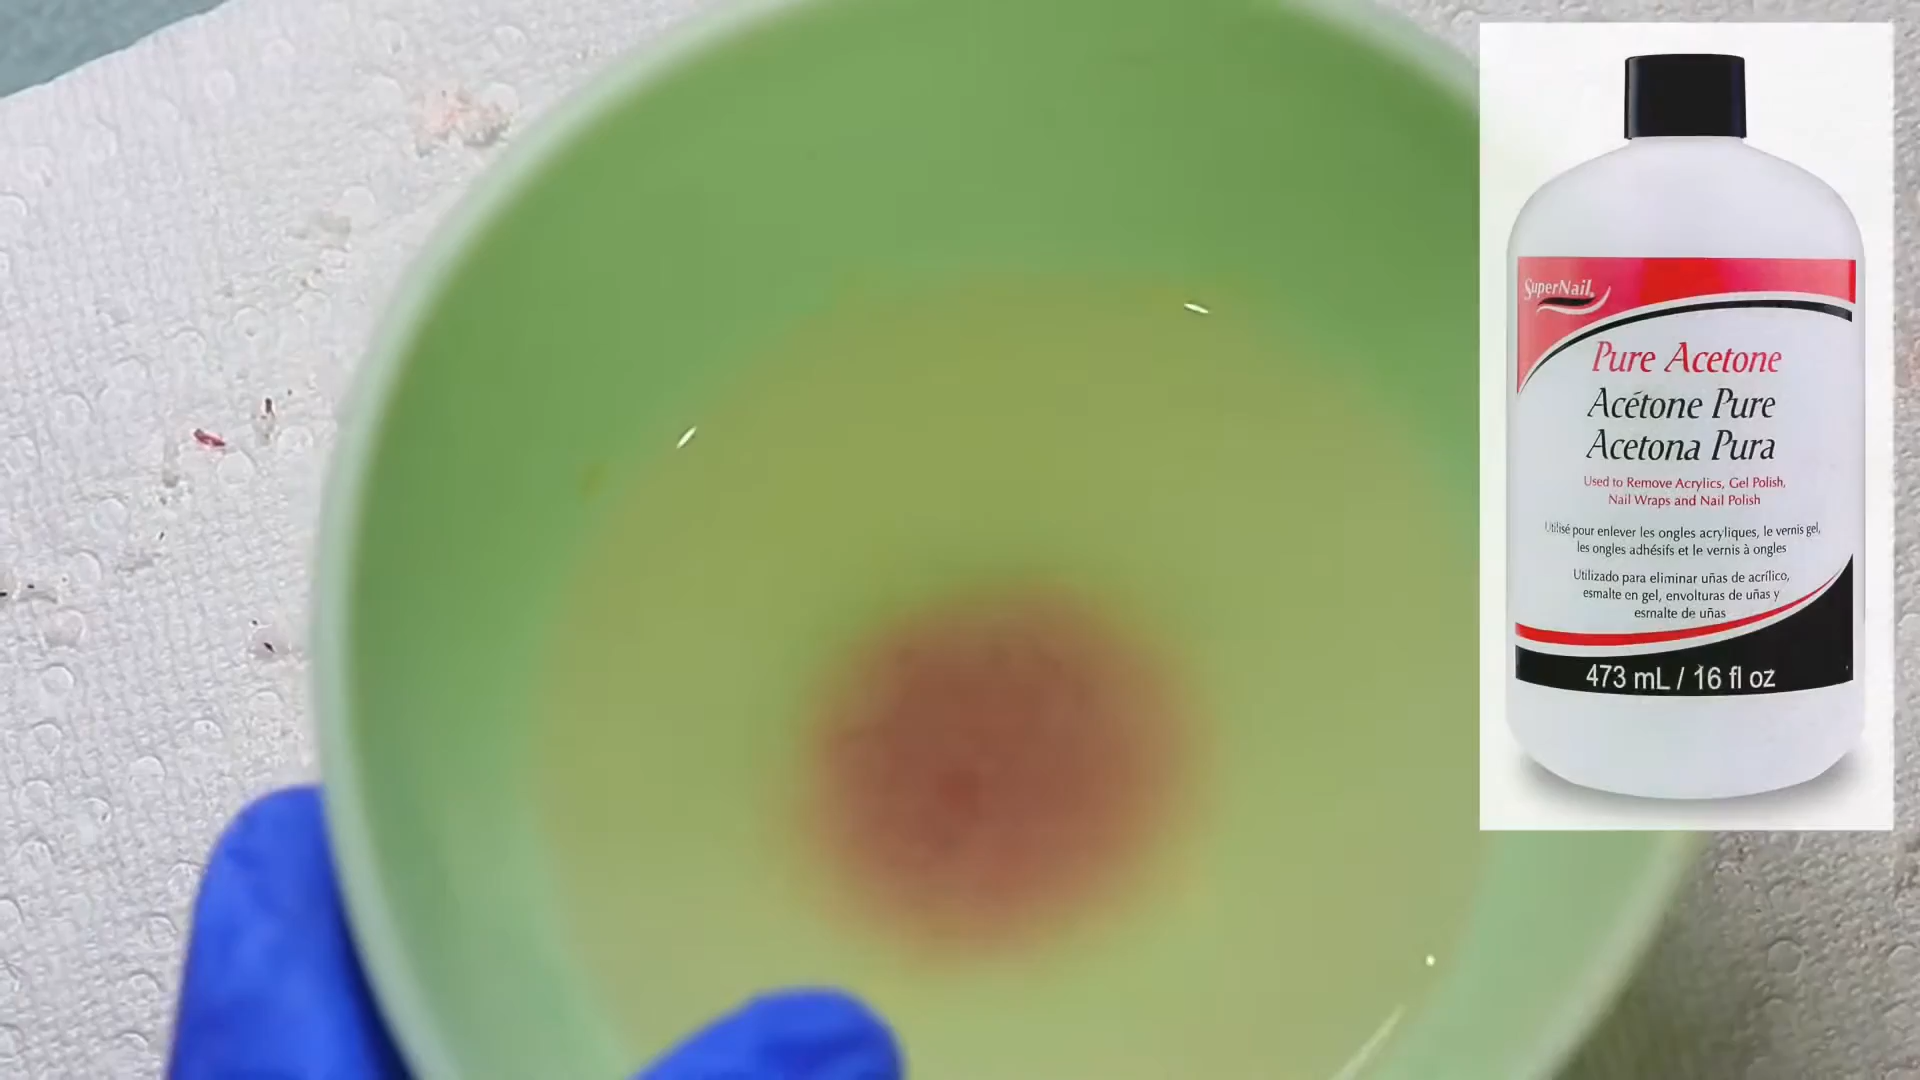 SuperNail
Pure Acetone
Acétone Pure
Acetona Pura
Used to Remove Acrylics, Gel Polish,
Nail Wraps and Nail Polish
Utilisé pour enlever les ongles acryliques, le vernis gel,
les ongles adhésifs et le vernis à ongles
Utilizado para eliminar uñas de acrílico,
esmalte en gel, envolturas de uñas y
esmalte de uñas
473 mL / 16 fl oz